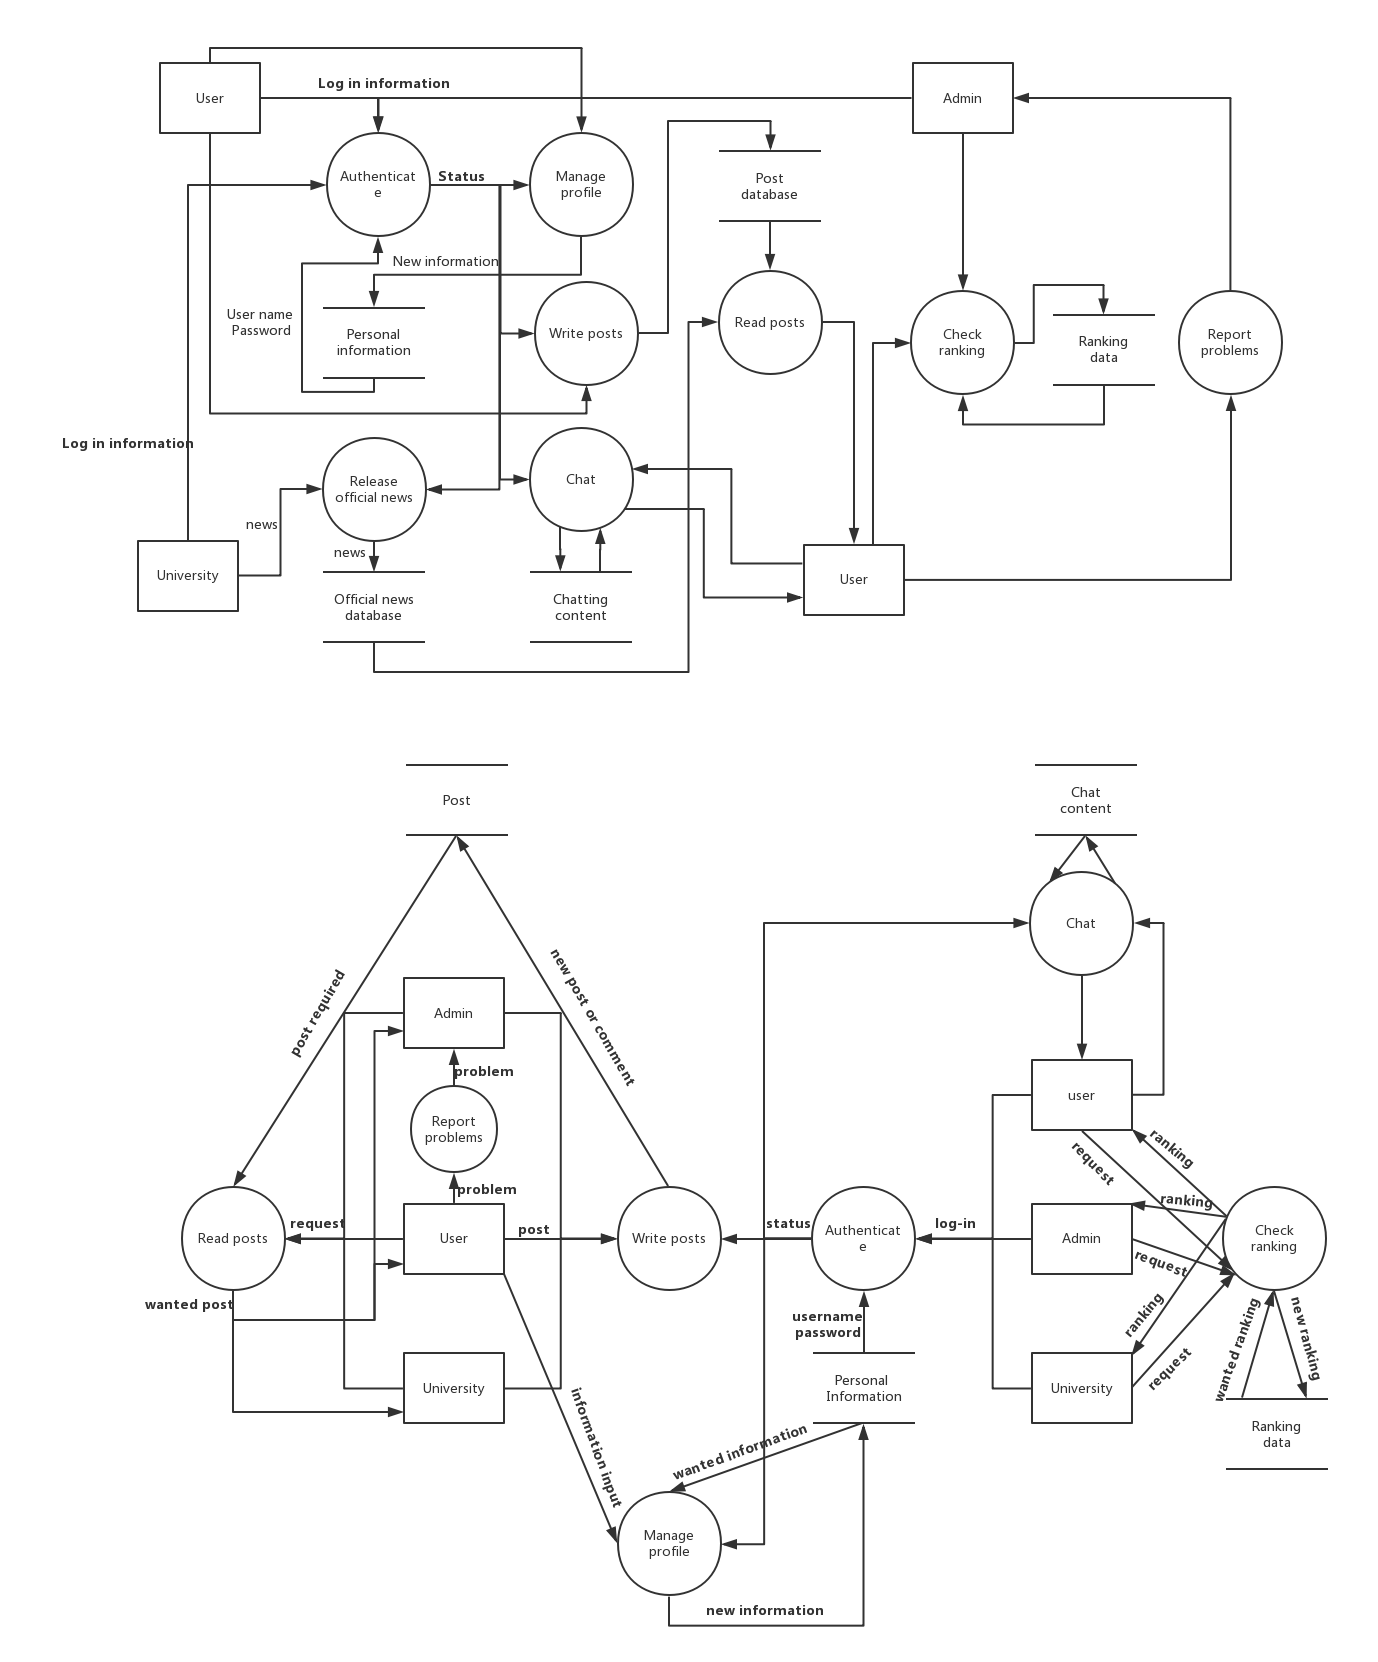 User
Log in information
Admin
Authenticat
e
Status
Manage
profile
Post
database
New information
User name
Password
Personal
information
Write posts
Read posts
Check
ranking
Ranking
data
Report
problems
Log in information
Release
official news
Chat
news
news
University
Official news
database
Chatting
content
User
Post
Chat
content
Chat
post required
new post or comment
Admin
problem
Report
problems
user
ranking
request
problem
Read posts
request
User
post
Write posts
status
Authenticat
e
log-in
Admin
ranking
request
Check
ranking
wanted post
username
password
ranking
request
wanted ranking
new ranking
University
Personal
Information
University
Ranking
data
information input
wanted information
Manage
profile
new information